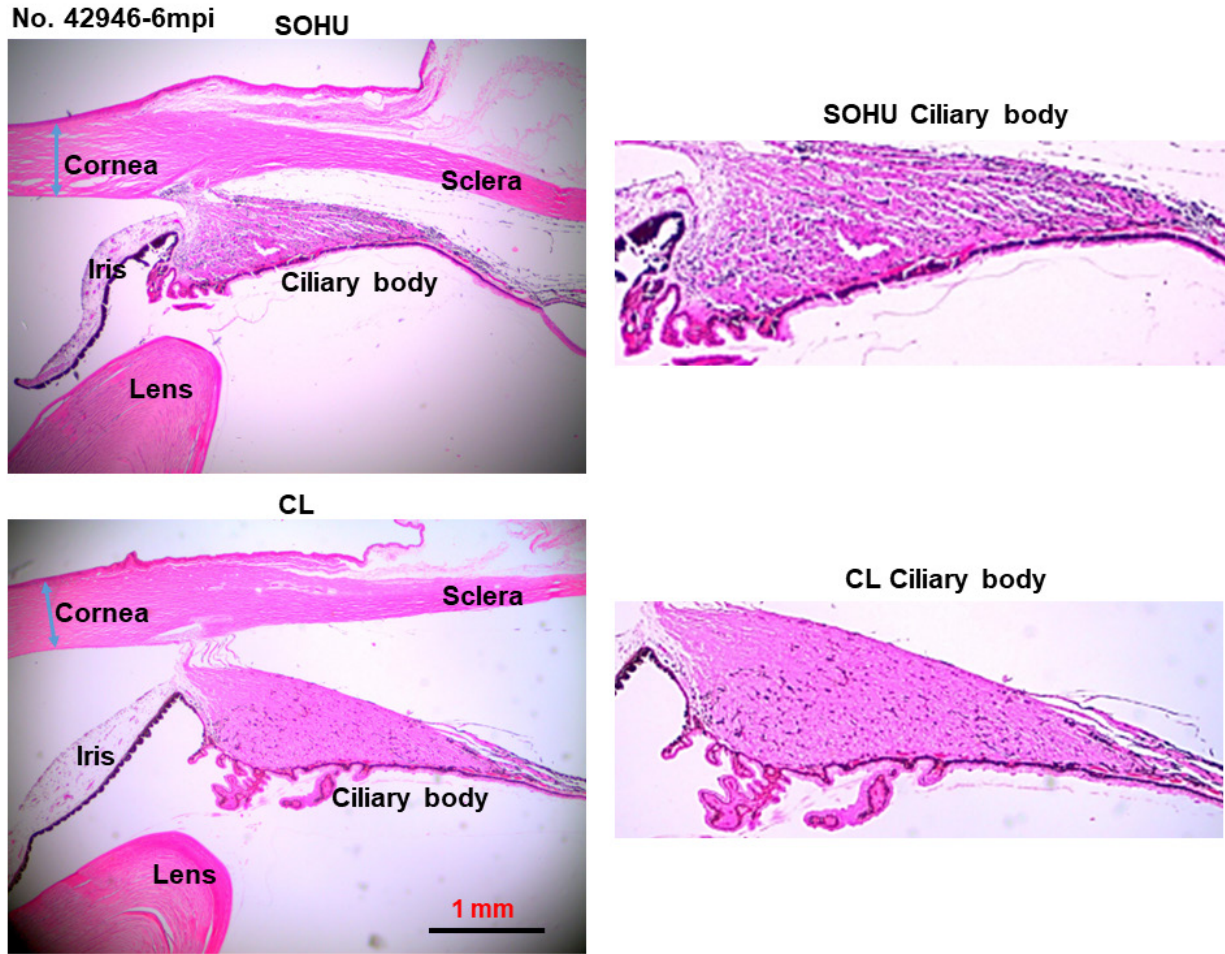 No. 42946-6mpi
SOHU
Cornea
Sclera
Iris
Ciliary body
Lens
SOHU Ciliary body
CL
Cornea
Sclera
Iris
Ciliary body
Lens
1 mm
CL Ciliary body